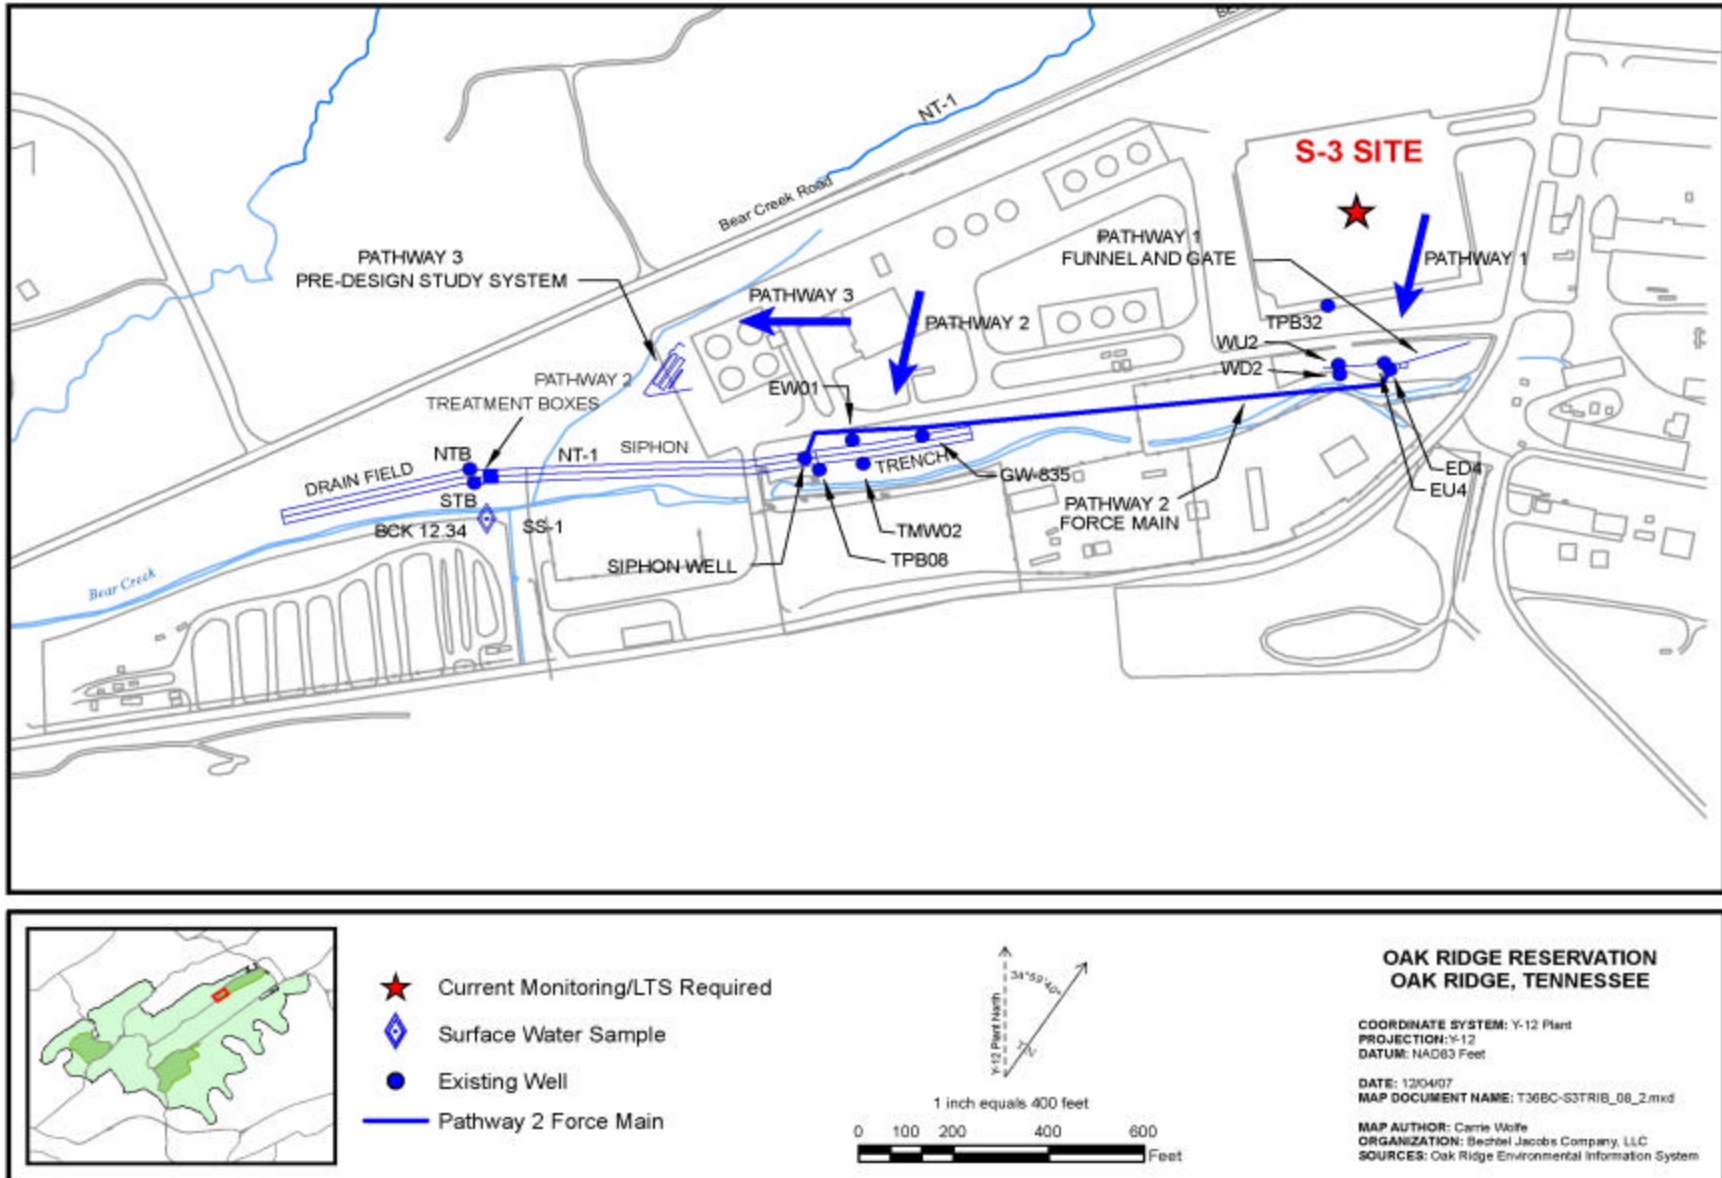 BE
NT-1
S-3 SITE
Bear Creek Road
PATHWAY 3
PRE-DESIGN STUDY SYSTEM
PATHWAY 1
FUNNEL AND GATE
PATHWAY 1
PATHWAY 3
PATHWAY 2
TPB32
WU2
WD2
PATHWAY 2
TREATMENT BOXES
EW01
NTB
NT-1
SIPHON
DRAIN FIELD
TRENCH
GW-835
ED4
EU4
STB
BCK 12.34
SS-1
PATHWAY 2
FORCE MAIN
TMW02
TPB08
SIPHON WELL
Bear Creek
Current Monitoring/LTS Required
Surface Water Sample
Existing Well
Pathway 2 Force Main
Y-12 Plant North
34°59'40"
TN
1 inch equals 400 feet
0 100 200 400 600
Feet
OAK RIDGE RESERVATION
OAK RIDGE, TENNESSEE
COORDINATE SYSTEM: Y-12 Plant
PROJECTION:Y-12
DATUM: NAD83 Feet
DATE: 12/04/07
MAP DOCUMENT NAME: T36BC-S3TRIB_08_2.mxd
MAP AUTHOR: Carrie Wolfe
ORGANIZATION: Bechtel Jacobs Company, LLC
SOURCES: Oak Ridge Environmental Information System